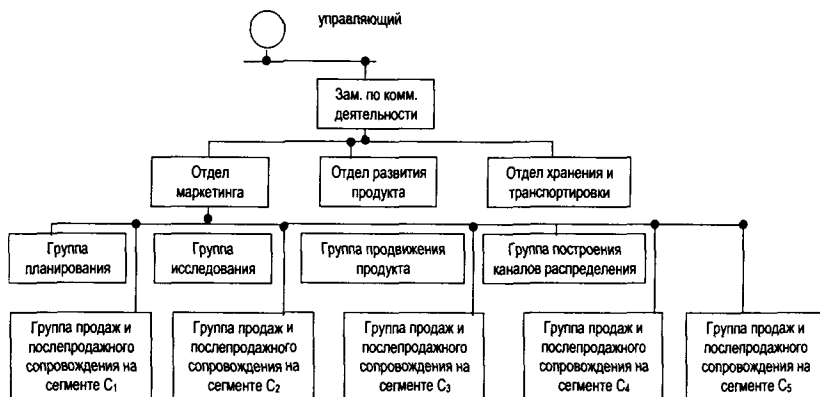 управляющий
Зам. по комм.
деятельности
Отдел
маркетинга
Отдел развития
продукта
Отдел хранения и
транспортировки
Группа
планирования
Группа
исследования
Группа продвижения
продукта
Группа построения
каналов распределения
Группа продаж и
послепродажного
сопровождения на
сегменте С₁
Группа продаж и
послепродажного
сопровождения на
сегменте С₂
Группа продаж и
послепродажного
сопровождения на
сегменте С₃
Группа продаж и
послепродажного
сопровождения на
сегменте С₄
Группа продаж и
послепродажного
сопровождения на
сегменте С₅